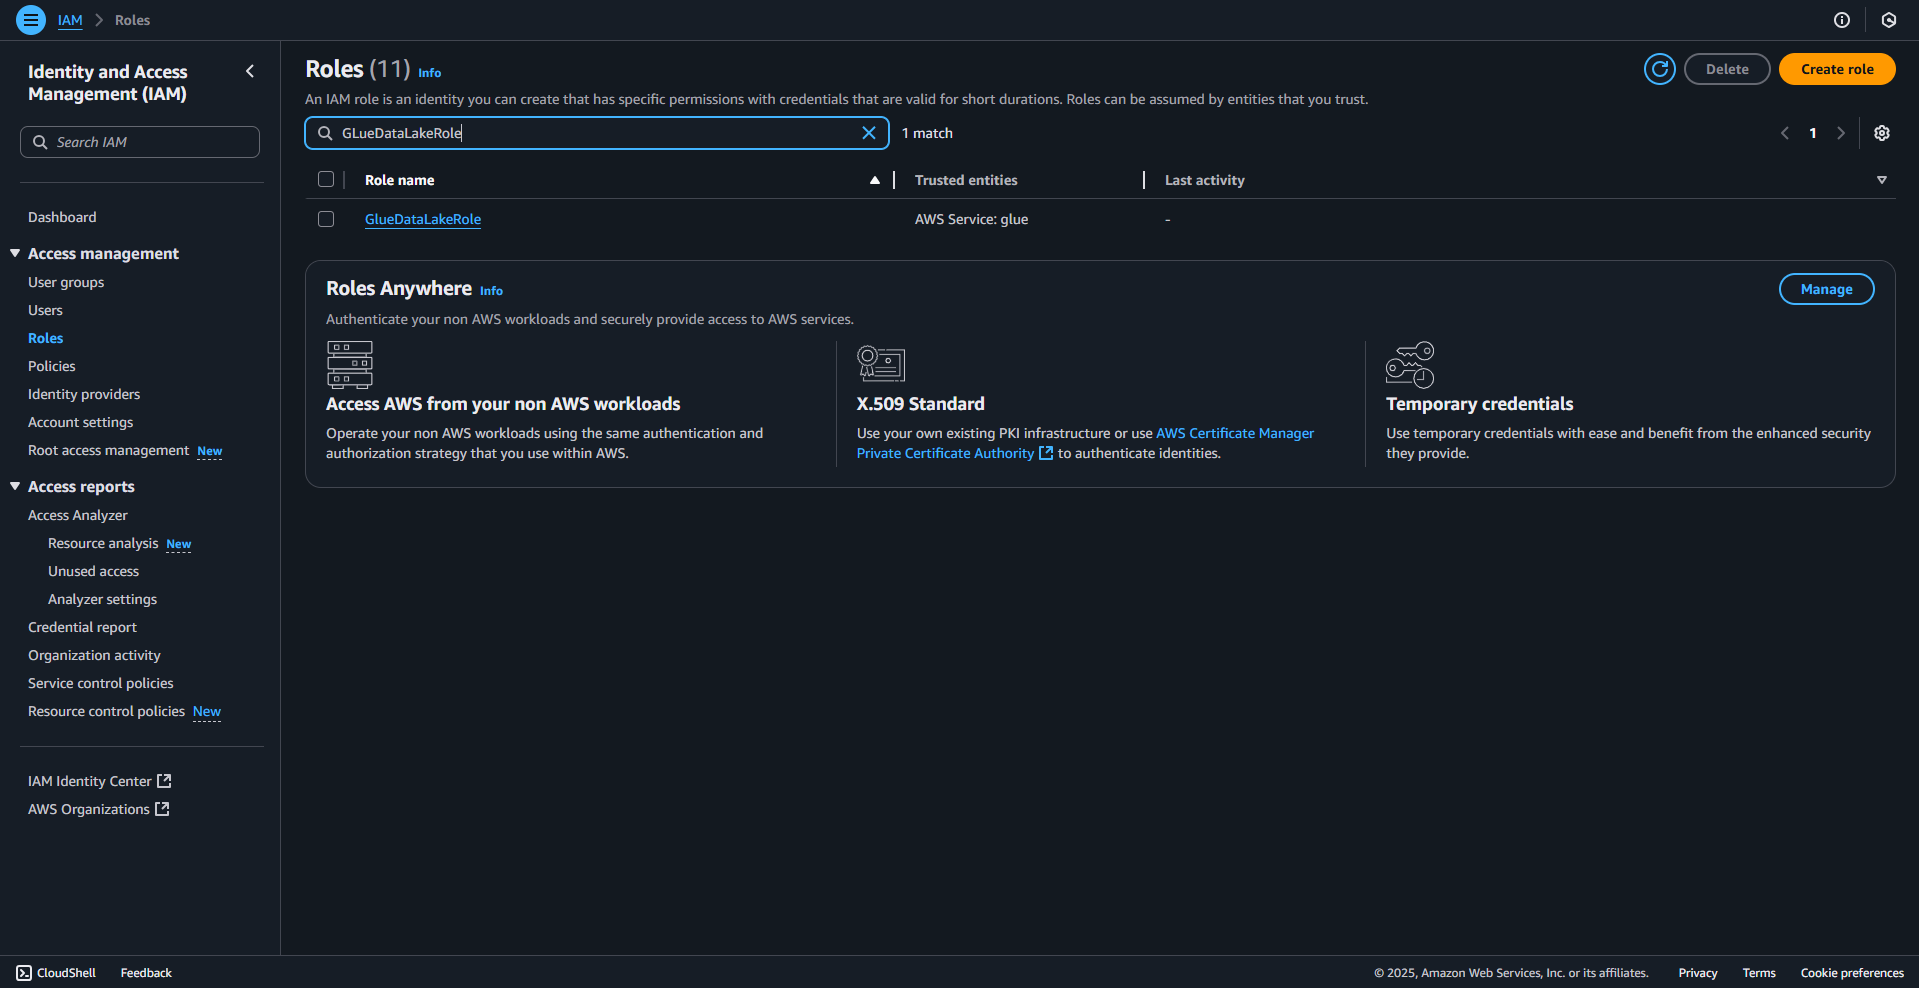 IAM > Roles
Identity and Access
Management (IAM)
Search IAM
Dashboard
Access management
User groups
Users
Roles
Policies
Identity providers
Account settings
Root access management New
Access reports
Access Analyzer
Resource analysis New
Unused access
Analyzer settings
Credential report
Organization activity
Service control policies
Resource control policies New
IAM Identity Center
AWS Organizations
Roles (11) Info
Delete
Create role
An IAM role is an identity you can create that has specific permissions with credentials that are valid for short durations. Roles can be assumed by entities that you trust.
GLueDataLakeRole
1 match
1
Role name Trusted entities Last activity
GlueDataLakeRole AWS Service: glue -
Roles Anywhere Info
Manage
Authenticate your non AWS workloads and securely provide access to AWS services.
Access AWS from your non AWS workloads
Operate your non AWS workloads using the same authentication and
authorization strategy that you use within AWS.
X.509 Standard
Use your own existing PKI infrastructure or use AWS Certificate Manager
Private Certificate Authority to authenticate identities.
Temporary credentials
Use temporary credentials with ease and benefit from the enhanced security
they provide.
CloudShell Feedback
© 2025, Amazon Web Services, Inc. or its affiliates. Privacy Terms Cookie preferences